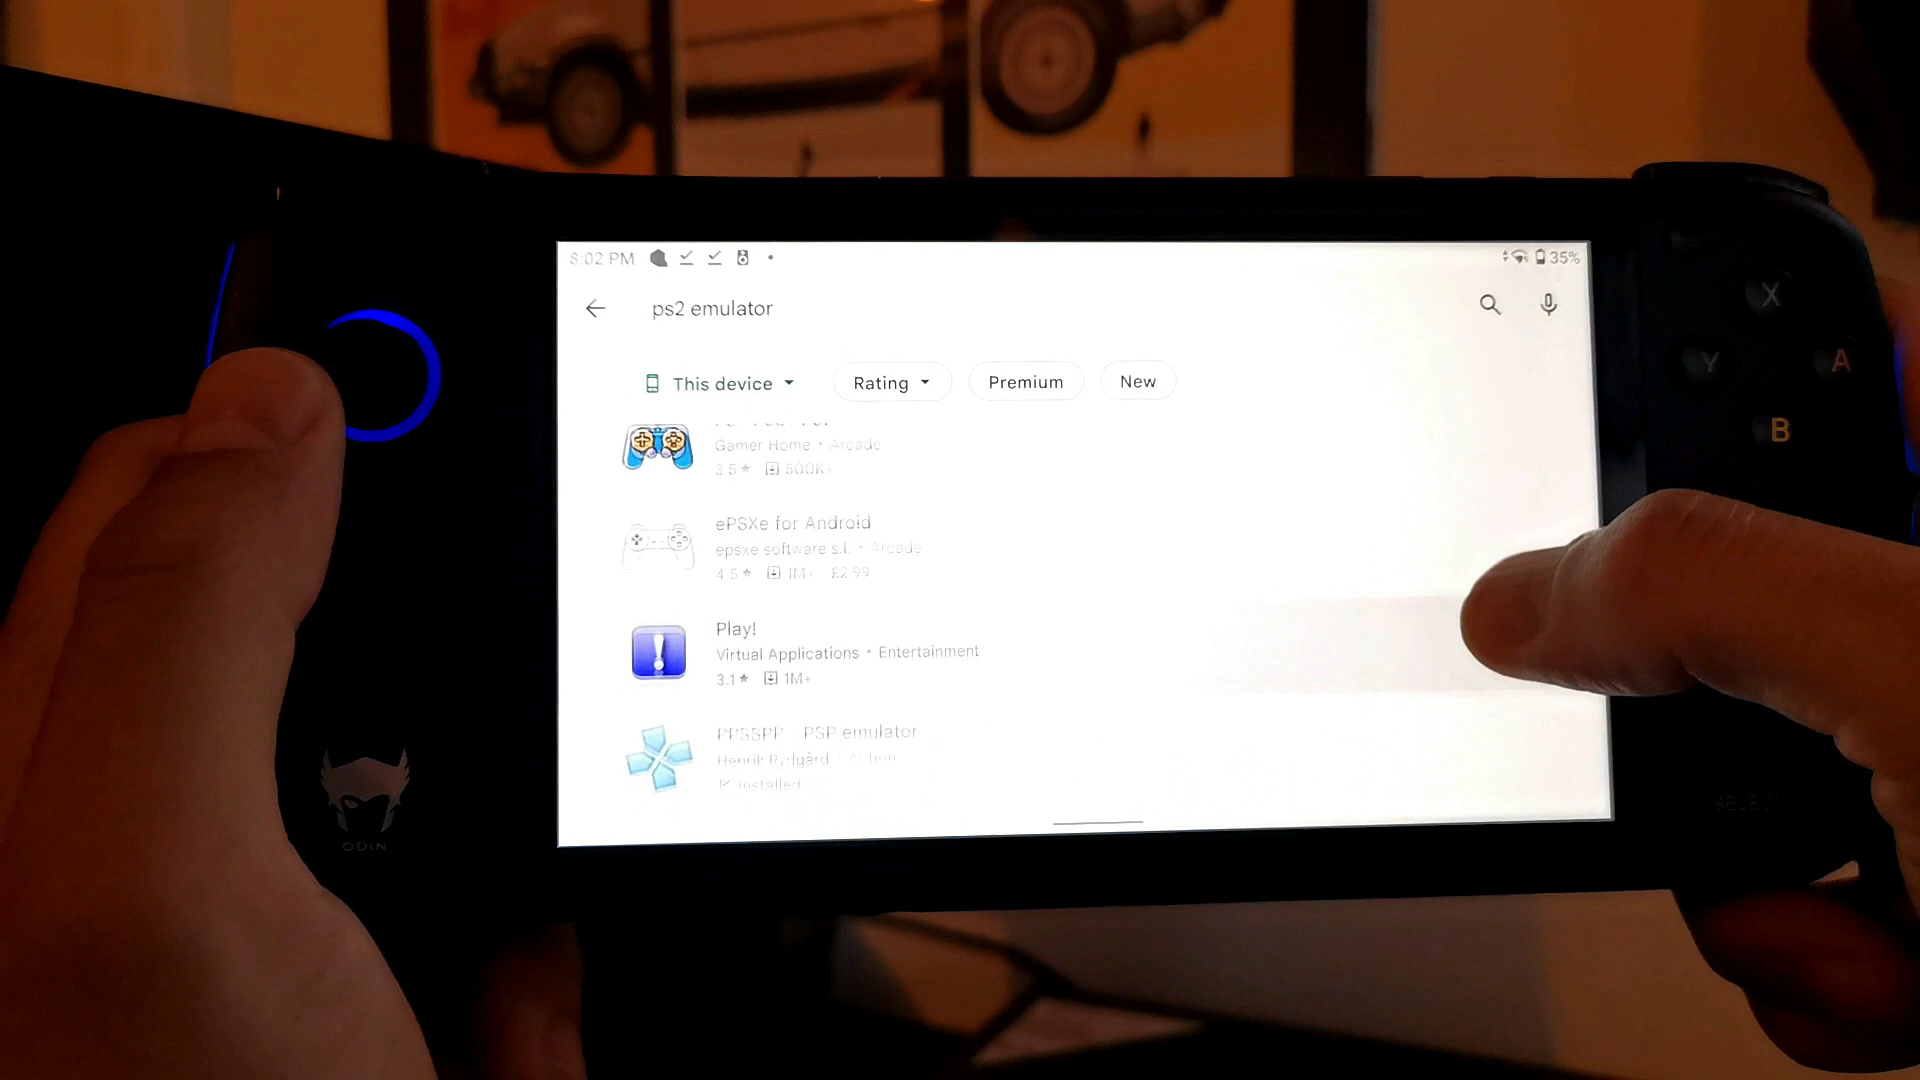 8:02 PM
35%
ps2 emulator
This device
Rating
Premium
New
Gamer Home • Arcade
3.5★ 500K+
ePSXe for Android
epsxe software s.l. • Arcade
4.5★ 1M+ £2.99
Play!
Virtual Applications • Entertainment
3.1★ 1M+
PPSSPP - PSP emulator
Henrik Rydgård • Action
Installed
X
Y
A
B
SELECT
ODIN